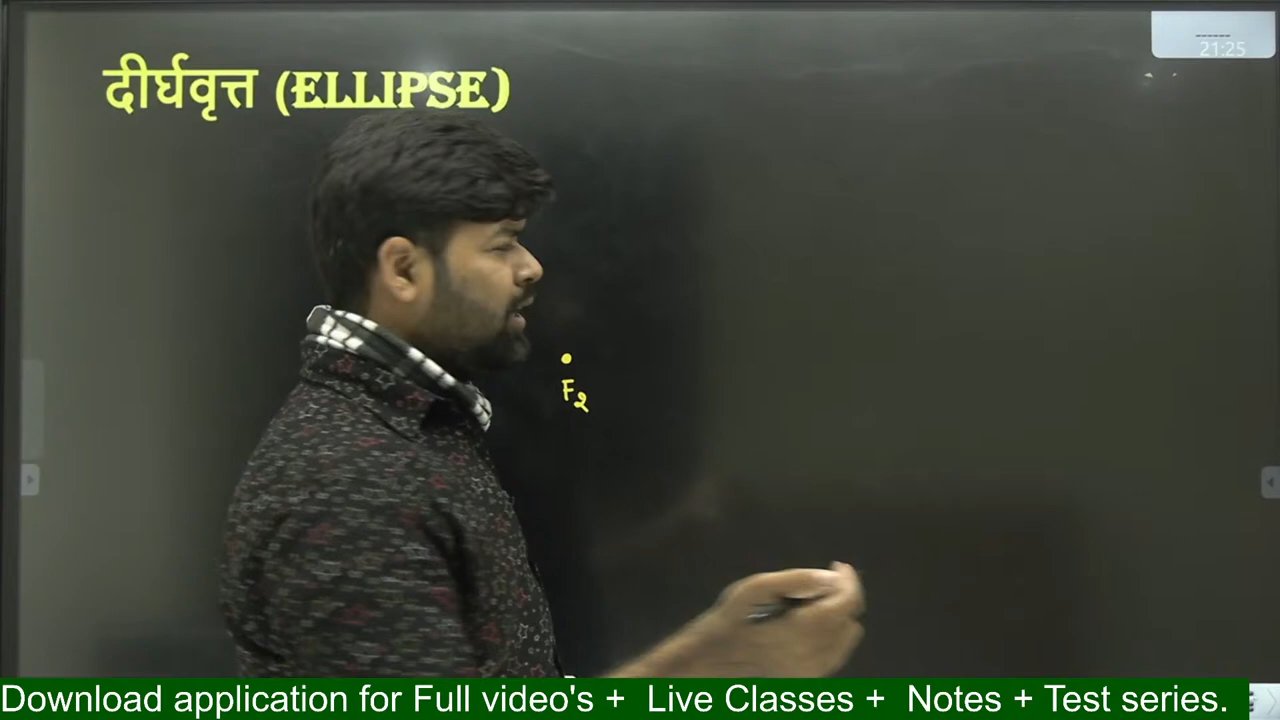 21:25
दीर्घवृत्त (ELLIPSE)
F2
Download application for Full video's + Live Classes + Notes + Test series.